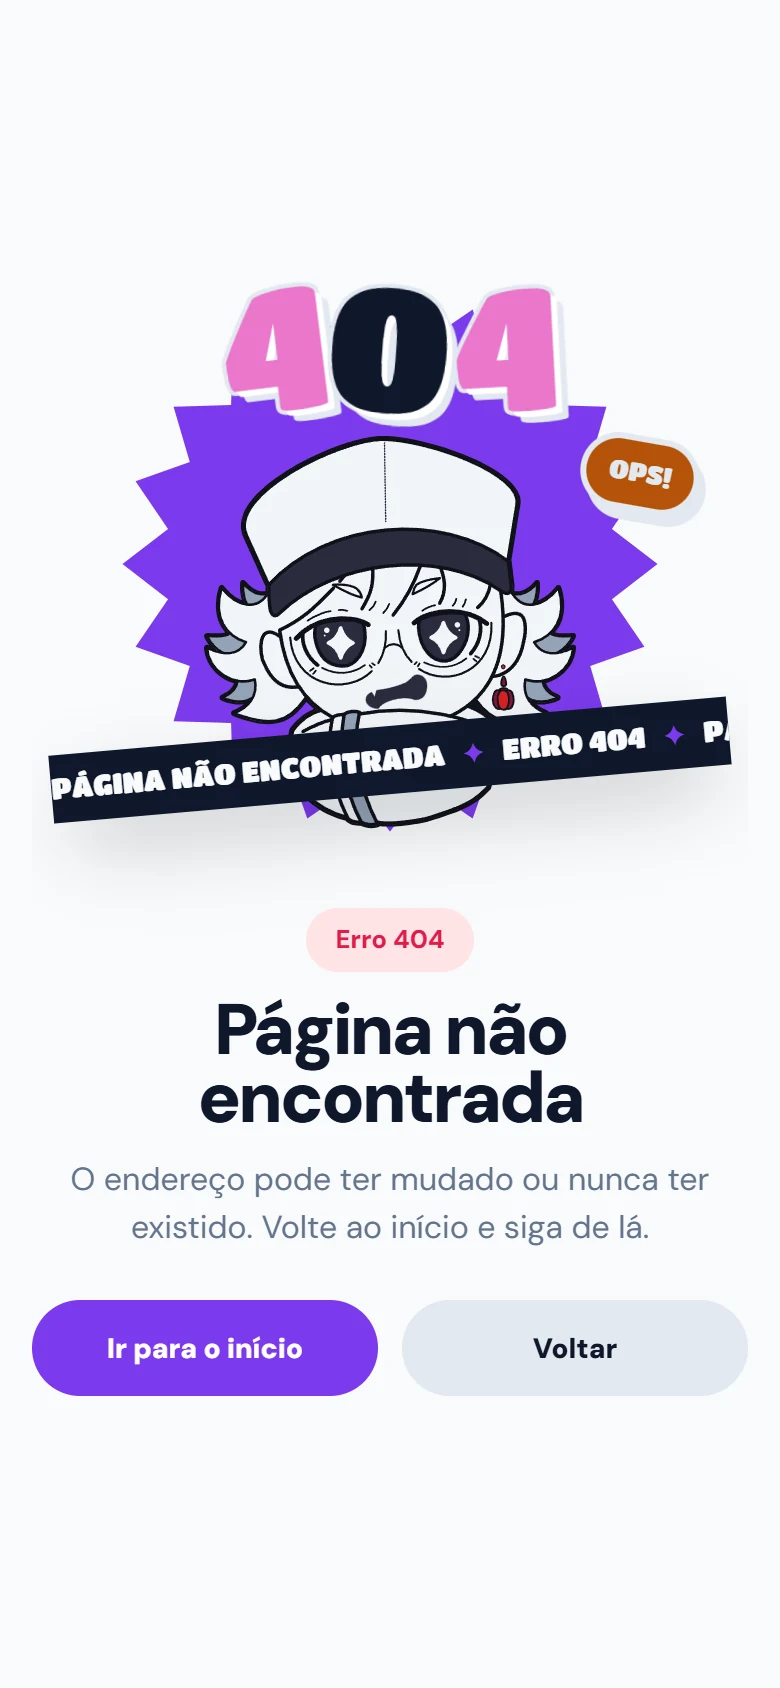 404
OPS!
PÁGINA NÃO ENCONTRADA ✦ ERRO 404 ✦
Erro 404
Página não
encontrada
O endereço pode ter mudado ou nunca ter
existido. Volte ao início e siga de lá.
Ir para o início
Voltar